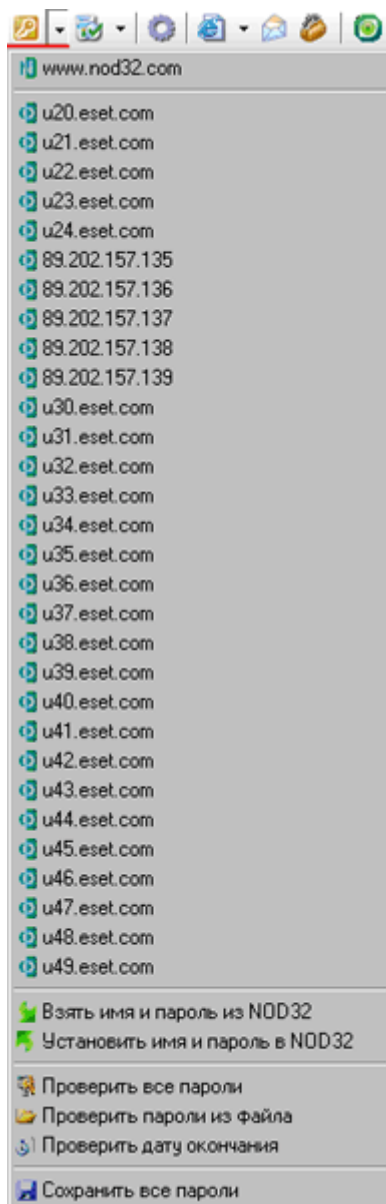 www.nod32.com
u20.eset.com
u21.eset.com
u22.eset.com
u23.eset.com
u24.eset.com
89.202.157.135
89.202.157.136
89.202.157.137
89.202.157.138
89.202.157.139
u30.eset.com
u31.eset.com
u32.eset.com
u33.eset.com
u34.eset.com
u35.eset.com
u36.eset.com
u37.eset.com
u38.eset.com
u39.eset.com
u40.eset.com
u41.eset.com
u42.eset.com
u43.eset.com
u44.eset.com
u45.eset.com
u46.eset.com
u47.eset.com
u48.eset.com
u49.eset.com
Взять имя и пароль из NOD32
Установить имя и пароль в NOD32
Проверить все пароли
Проверить пароли из файла
Проверить дату окончания
Сохранить все пароли